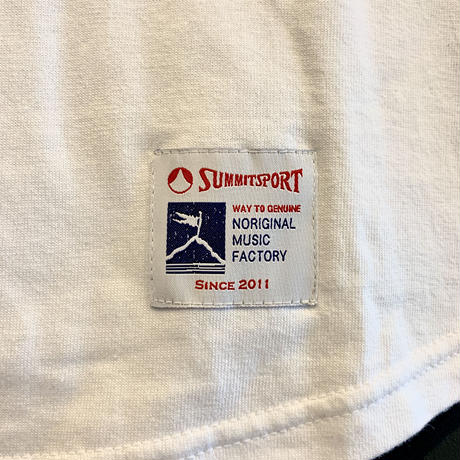 SUMMITSPORT
WAY TO GENUINE
NORIGINAL
MUSIC
FACTORY
SINCE 2011